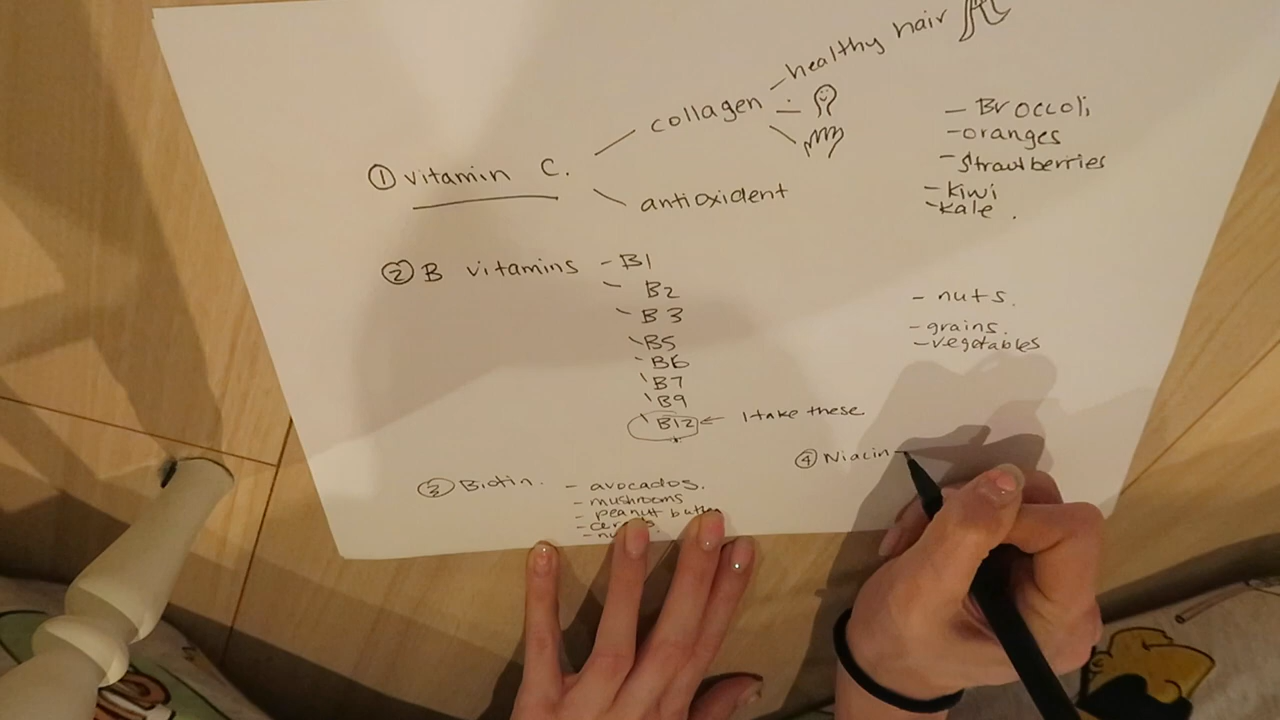 healthy hair
① vitamin C.
collagen
antioxident
- Broccoli
- oranges
- strawberries
- kiwi
- kale.
② B vitamins
- B1
- B2
- B3
- B5
- B6
- B7
- B9
- B12 ← I take these
- nuts.
- grains.
- vegetables
③ Biotin.
- avocados.
- mushrooms
- peanut butter
④ Niacin -